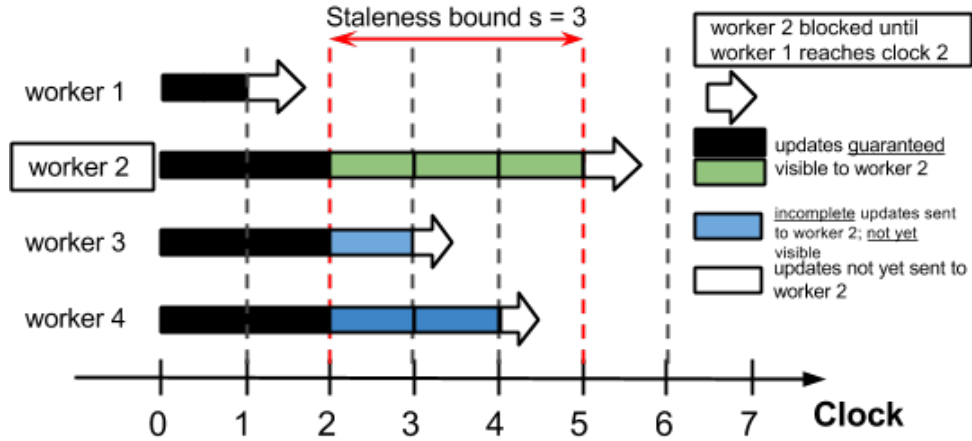 Staleness bound s = 3
worker 2 blocked until
worker 1 reaches clock 2
worker 1
worker 2
worker 3
worker 4
updates guaranteed
visible to worker 2
incomplete updates sent
to worker 2; not yet
visible
updates not yet sent to
worker 2
0 1 2 3 4 5 6 7 Clock